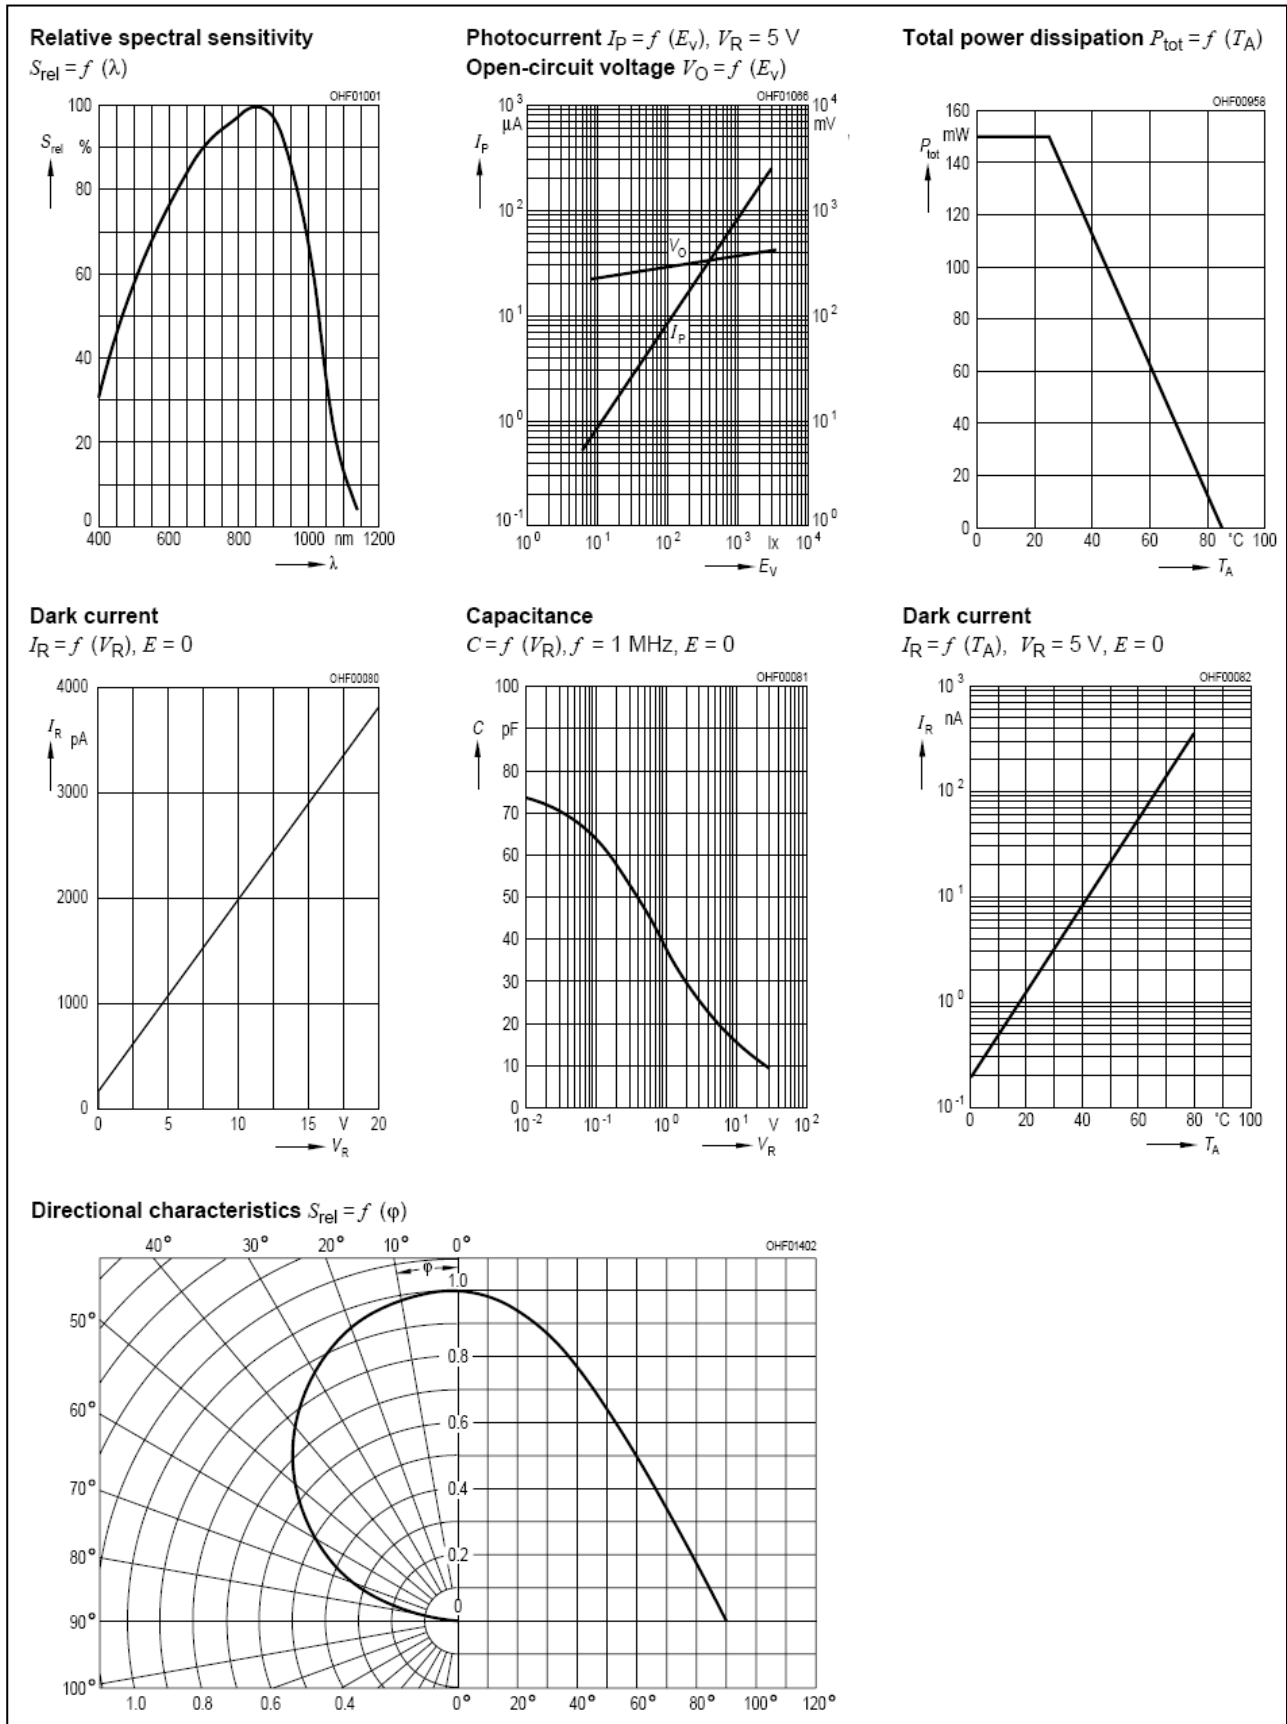 Relative spectral sensitivity
S_rel = f (λ)
OHF01001
100
S_rel %
80
60
40
20
0
400 600 800 1000 nm 1200
λ
Photocurrent I_P = f (E_v), V_R = 5 V
Open-circuit voltage V_O = f (E_v)
OHF01066
10^3 10^4
μA mV
I_P
10^2 10^3
V_O
10^1 10^2
I_P
10^0 10^1
10^-1 10^0
10^0 10^1 10^2 10^3 lx 10^4
E_V
Total power dissipation P_tot = f (T_A)
OHF00958
160
P_tot mW
140
120
100
80
60
40
20
0
0 20 40 60 80 °C 100
T_A
Dark current
I_R = f (V_R), E = 0
OHF00080
4000
I_R pA
3000
2000
1000
0
0 5 10 15 V 20
V_R
Capacitance
C = f (V_R), f = 1 MHz, E = 0
OHF00081
100
C pF
80
70
60
50
40
30
20
10
0
10^-2 10^-1 10^0 10^1 V 10^2
V_R
Dark current
I_R = f (T_A), V_R = 5 V, E = 0
OHF00082
10^3
I_R nA
10^2
10^1
10^0
10^-1
0 20 40 60 80 °C 100
T_A
Directional characteristics S_rel = f (φ)
40° 30° 20° 10° 0° OHF01402
φ
1.0
50°
0.8
60°
0.6
70° 0.4
80° 0.2
0
90°
100°
1.0 0.8 0.6 0.4 0° 20° 40° 60° 80° 100° 120°